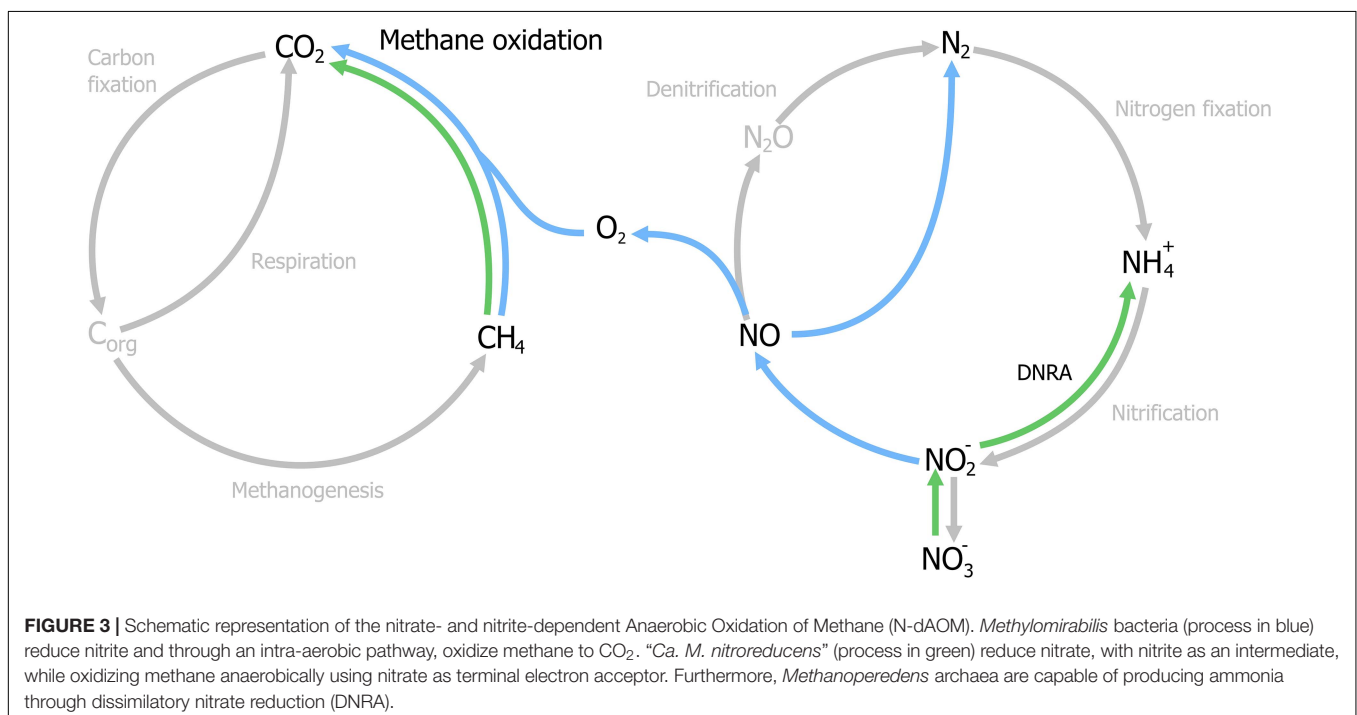 CO₂
Methane oxidation
N₂
Carbon
fixation
Denitrification
Nitrogen fixation
N₂O
O₂
NH₄⁺
Respiration
C_org
CH₄
NO
DNRA
Nitrification
NO₂⁻
Methanogenesis
NO₃⁻
FIGURE 3 | Schematic representation of the nitrate- and nitrite-dependent Anaerobic Oxidation of Methane (N-dAOM). Methylomirabilis bacteria (process in blue)
reduce nitrite and through an intra-aerobic pathway, oxidize methane to CO₂. “Ca. M. nitroreducens” (process in green) reduce nitrate, with nitrite as an intermediate,
while oxidizing methane anaerobically using nitrate as terminal electron acceptor. Furthermore, Methanoperedens archaea are capable of producing ammonia
through dissimilatory nitrate reduction (DNRA).